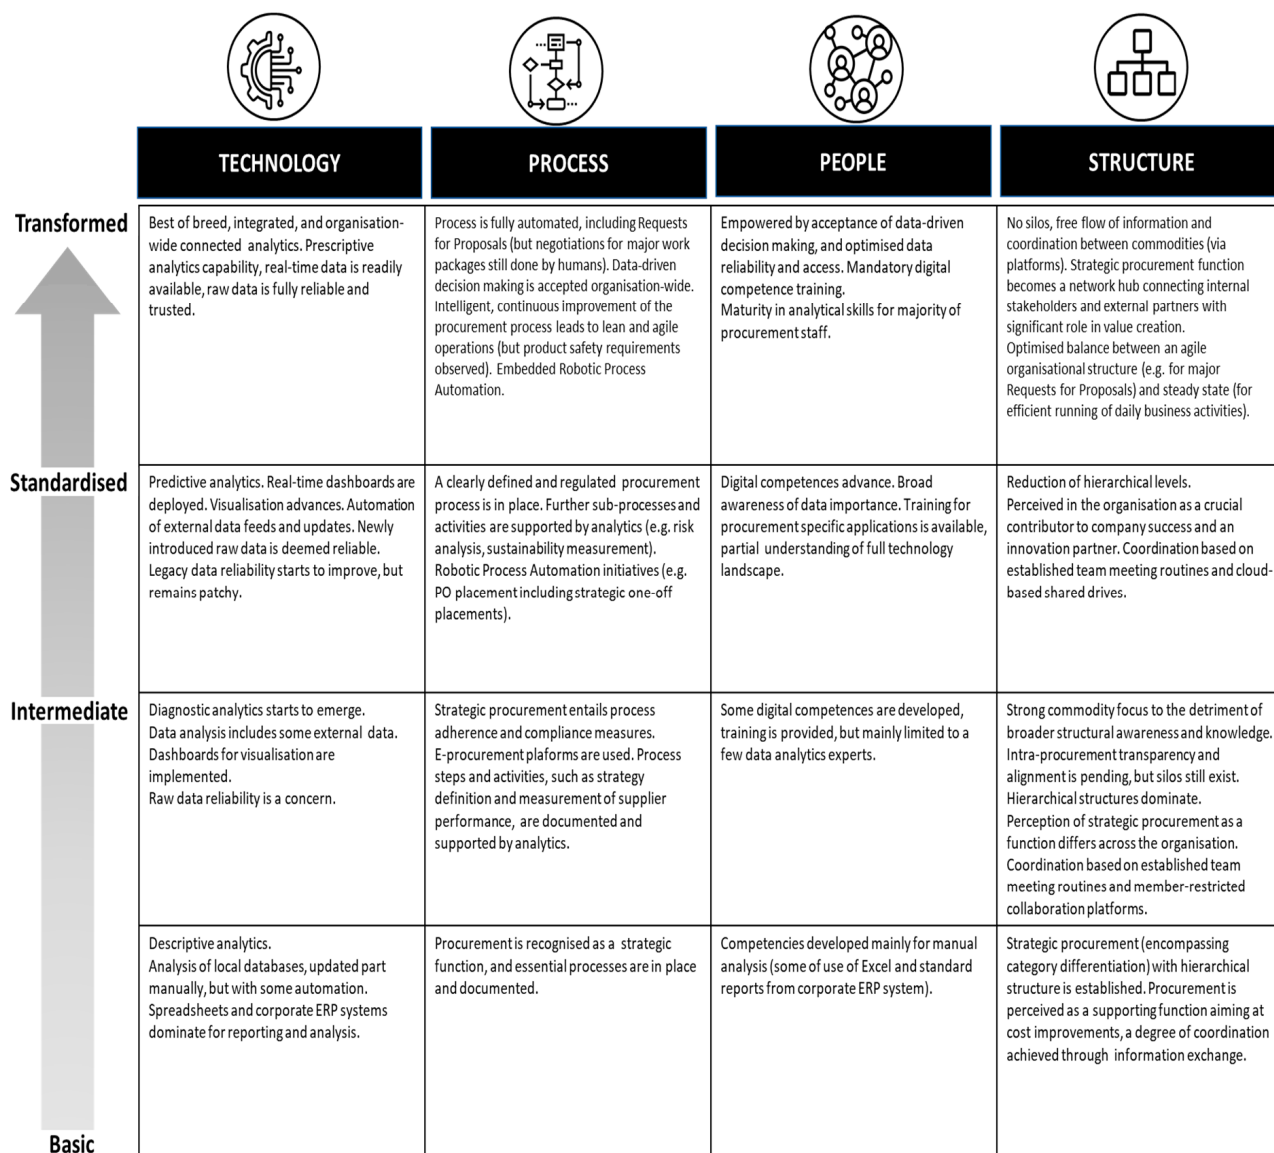 TECHNOLOGY
PROCESS
PEOPLE
STRUCTURE
Transformed
Best of breed, integrated, and organisation-
wide connected analytics. Prescriptive
analytics capability, real-time data is readily
available, raw data is fully reliable and
trusted.
Process is fully automated, including Requests
for Proposals (but negotiations for major work
packages still done by humans). Data-driven
decision making is accepted organisation-wide.
Intelligent, continuous improvement of the
procurement process leads to lean and agile
operations (but product safety requirements
observed). Embedded Robotic Process
Automation.
Empowered by acceptance of data-driven
decision making, and optimised data
reliability and access. Mandatory digital
competence training.
Maturity in analytical skills for majority of
procurement staff.
No silos, free flow of information and
coordination between commodities (via
platforms). Strategic procurement function
becomes a network hub connecting internal
stakeholders and external partners with
significant role in value creation.
Optimised balance between an agile
organisational structure (e.g. for major
Requests for Proposals) and steady state (for
efficient running of daily business activities).
Standardised
Predictive analytics. Real-time dashboards are
deployed. Visualisation advances. Automation
of external data feeds and updates. Newly
introduced raw data is deemed reliable.
Legacy data reliability starts to improve, but
remains patchy.
A clearly defined and regulated procurement
process is in place. Further sub-processes and
activities are supported by analytics (e.g. risk
analysis, sustainability measurement).
Robotic Process Automation initiatives (e.g.
PO placement including strategic one-off
placements).
Digital competences advance. Broad
awareness of data importance. Training for
procurement specific applications is available,
partial understanding of full technology
landscape.
Reduction of hierarchical levels.
Perceived in the organisation as a crucial
contributor to company success and an
innovation partner. Coordination based on
established team meeting routines and cloud-
based shared drives.
Intermediate
Diagnostic analytics starts to emerge.
Data analysis includes some external data.
Dashboards for visualisation are
implemented.
Raw data reliability is a concern.
Strategic procurement entails process
adherence and compliance measures.
E-procurement plaforms are used. Process
steps and activities, such as strategy
definition and measurement of supplier
performance, are documented and
supported by analytics.
Some digital competences are developed,
training is provided, but mainly limited to a
few data analytics experts.
Strong commodity focus to the detriment of
broader structural awareness and knowledge.
Intra-procurement transparency and
alignment is pending, but silos still exist.
Hierarchical structures dominate.
Perception of strategic procurement as a
function differs across the organisation.
Coordination based on established team
meeting routines and member-restricted
collaboration platforms.
Descriptive analytics.
Analysis of local databases, updated part
manually, but with some automation.
Spreadsheets and corporate ERP systems
dominate for reporting and analysis.
Procurement is recognised as a strategic
function, and essential processes are in place
and documented.
Competencies developed mainly for manual
analysis (some of use of Excel and standard
reports from corporate ERP system).
Strategic procurement (encompassing
category differentiation) with hierarchical
structure is established. Procurement is
perceived as a supporting function aiming at
cost improvements, a degree of coordination
achieved through information exchange.
Basic